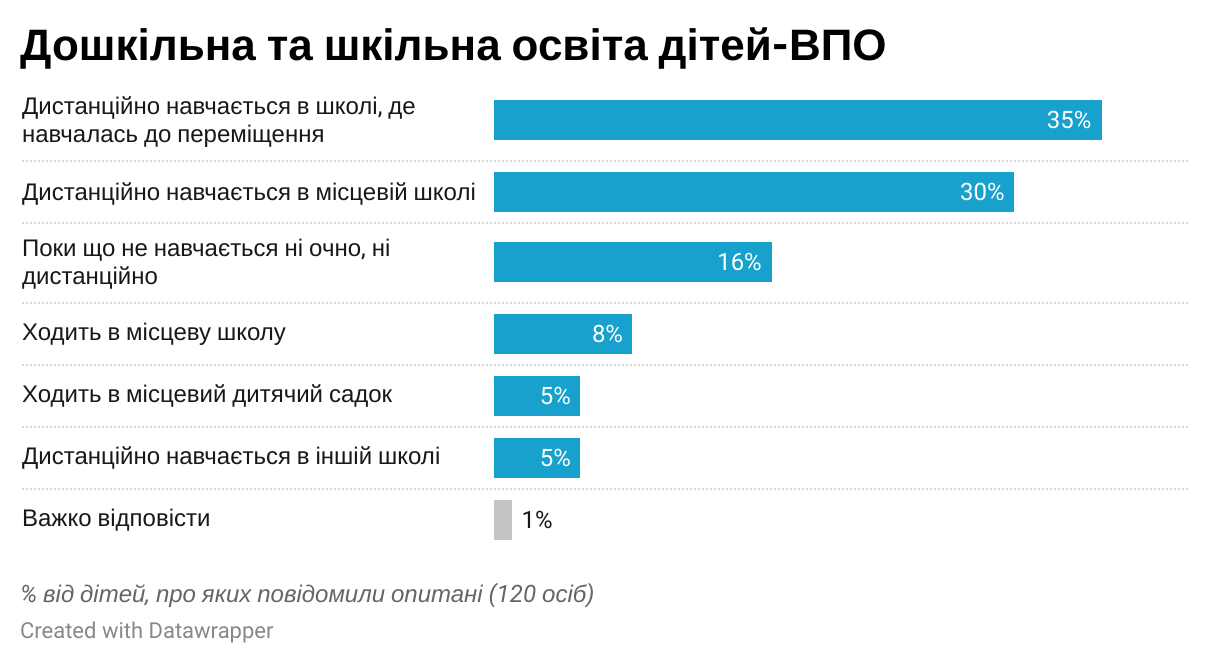 Дошкільна та шкільна освіта дітей-ВПО
Дистанційно навчається в школі, де
навчалась до переміщення
35%
Дистанційно навчається в місцевій школі
30%
Поки що не навчається ні очно, ні
дистанційно
16%
Ходить в місцеву школу
8%
Ходить в місцевий дитячий садок
5%
Дистанційно навчається в іншій школі
5%
Важко відповісти
1%
% від дітей, про яких повідомили опитані (120 осіб)
Created with Datawrapper